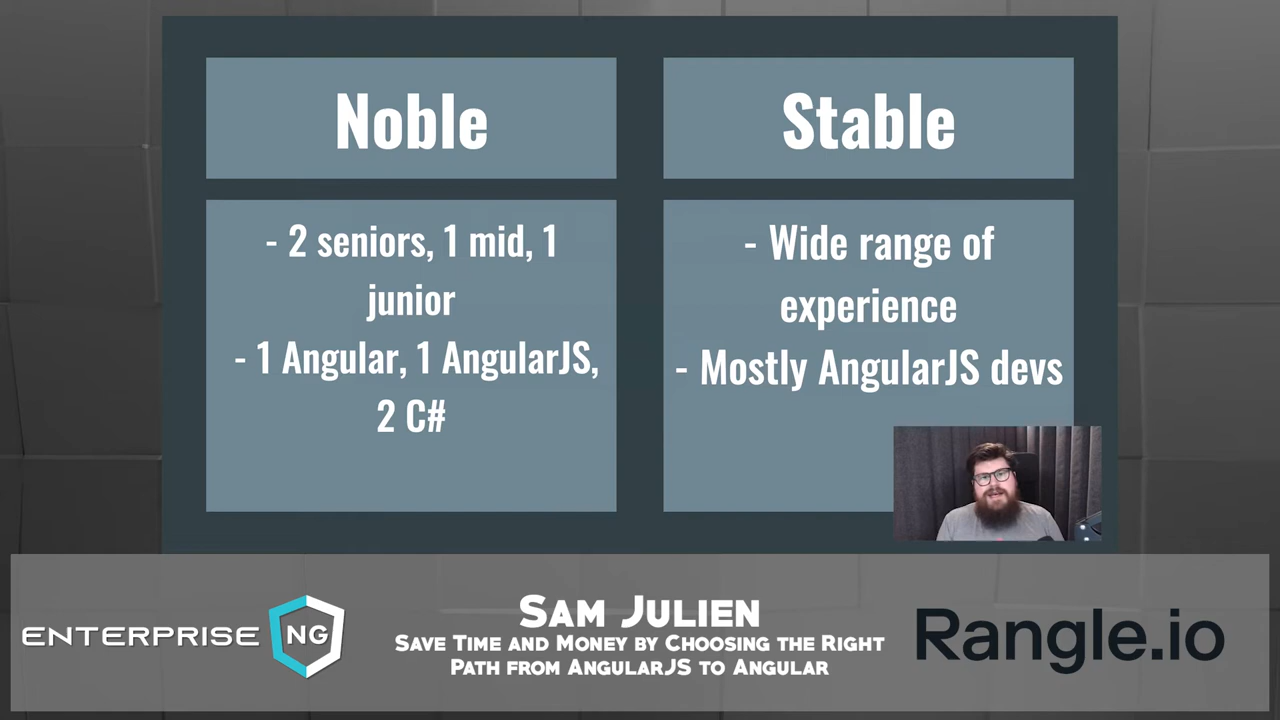 Noble
- 2 seniors, 1 mid, 1
junior
- 1 Angular, 1 AngularJS,
2 C#
Stable
- Wide range of
experience
- Mostly AngularJS devs
ENTERPRISE NG
Sam Julien
Save Time and Money by Choosing the Right
Path from AngularJS to Angular
Rangle.io